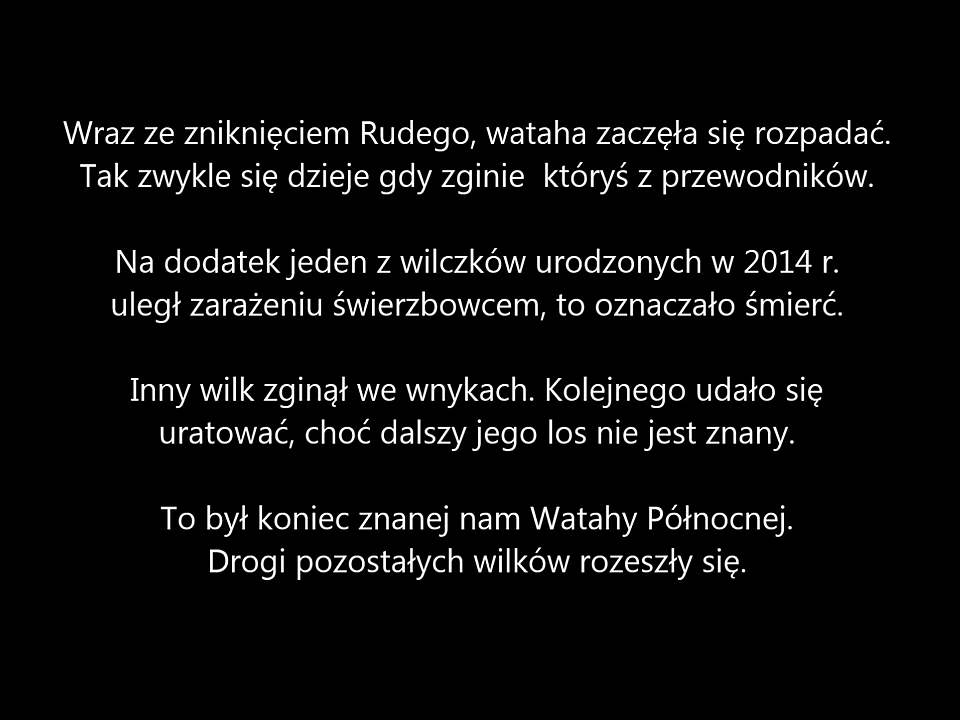 Wraz ze zniknięciem Rudego, wataha zaczęła się rozpadać.
Tak zwykle się dzieje gdy zginie  któryś z przewodników.
Na dodatek jeden z wilczków urodzonych w 2014 r.
uległ zarażeniu świerzbowcem, to oznaczało śmierć.
Inny wilk zginął we wnykach. Kolejnego udało się
uratować, choć dalszy jego los nie jest znany.
To był koniec znanej nam Watahy Północnej.
Drogi pozostałych wilków rozeszły się.